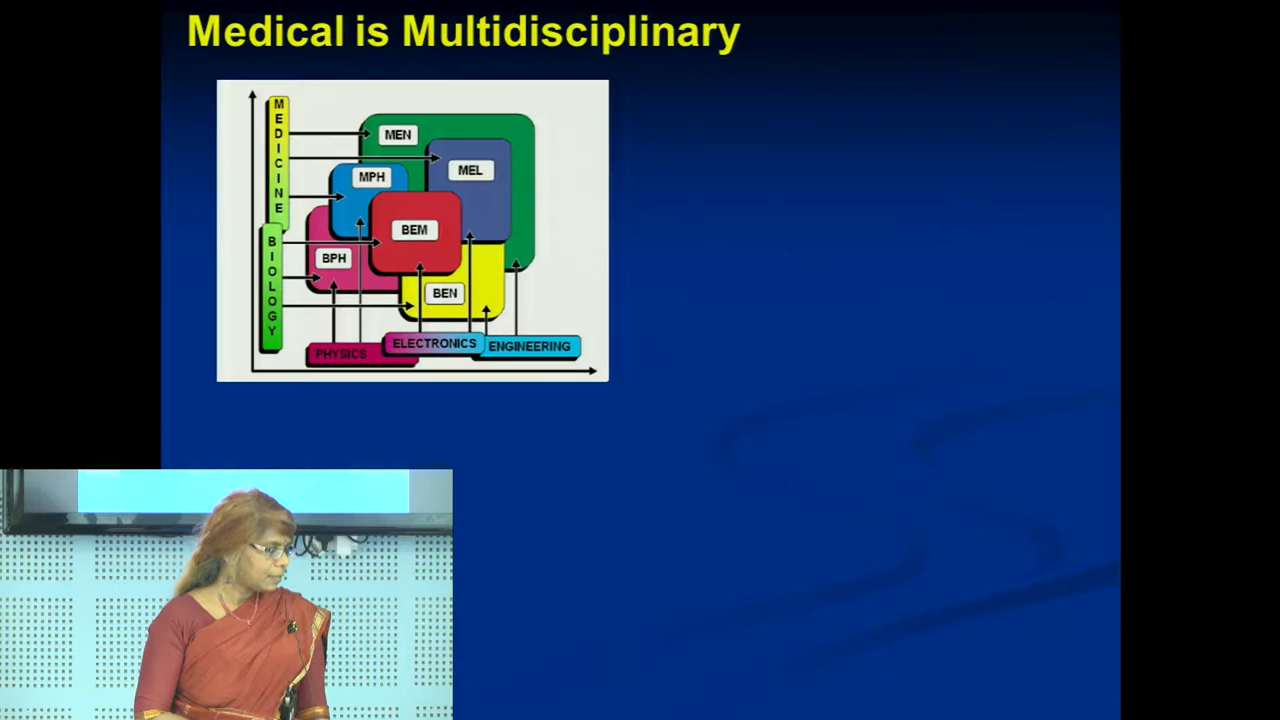 Medical is Multidisciplinary
MEDICINE
MEN
MEL
MPH
BEM
BIOLOGY
BPH
BEN
PHYSICS
ELECTRONICS
ENGINEERING